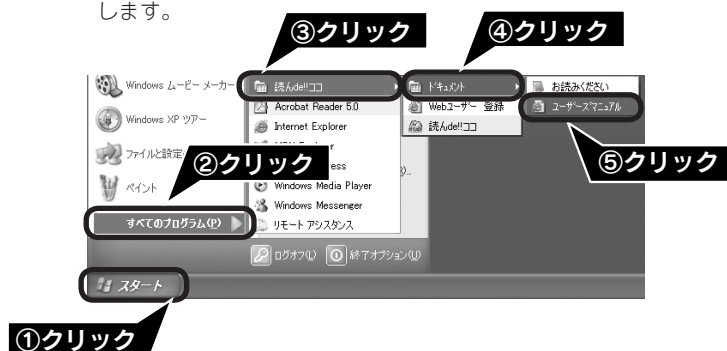 します。
③クリック
④クリック
Windows ムービー メーカー
読んde!!ココ
ドキュメント
お読みください
Acrobat Reader 5.0
Webユーザー 登録
ユーザーズマニュアル
Windows XP ツアー
Internet Explorer
読んde!!ココ
ファイルと設定
②クリック
⑤クリック
ペイント
Windows Media Player
Windows Messenger
すべてのプログラム(P)
リモート アシスタンス
ログオフ(L)
終了オプション(U)
スタート
①クリック